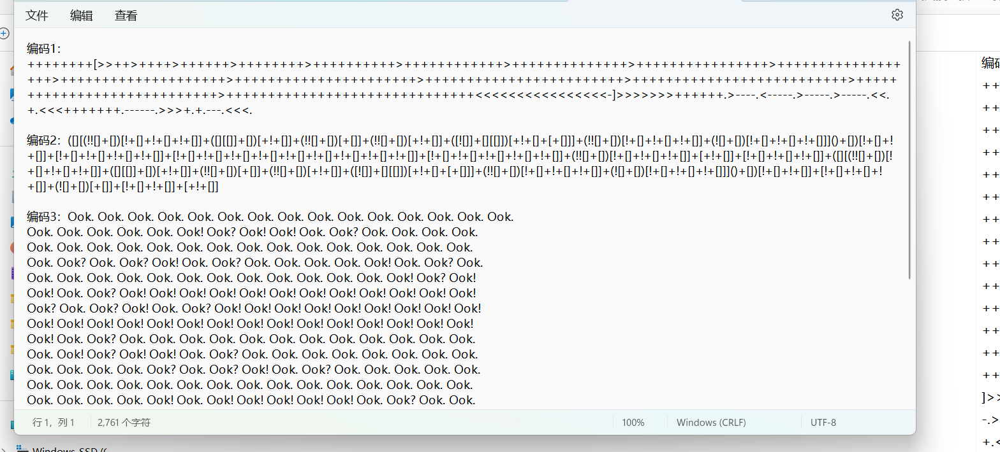 文件 编辑 查看
编码1：
++++++++[>>++>++++>++++++>++++++++>++++++++++>++++++++++++>++++++++++++++>++++++++++++++++>+++++++++++++++
+++>++++++++++++++++++++>++++++++++++++++++++++>++++++++++++++++++++++++>++++++++++++++++++++++++++>+++++
+++++++++++++++++++++++>++++++++++++++++++++++++++++++<<<<<<<<<<<<<<<<-]>>>>>>>++++++.>----.<-----.>-----.>-----.<<.
+.<<<+++++++.------.>>>+.+.---.<<<.
编码2：([][(!![]+[])[!+[]+!+[]+!+[]]+([][[]]+[])[+!+[]]+(!![]+[])[+[]]+(!![]+[])[+!+[]]+([![]]+[][[]])[+!+[]+[+[]]]+(!![]+[])[!+[]+!+[]+!+[]]+(![]+[])[!+[]+!+[]+!+[]]]()+[])[!+[]+!
+[]]+[!+[]+!+[]+!+[]+!+[]+!+[]]+[!+[]+!+[]+!+[]+!+[]+!+[]+!+[]+!+[]+!+[]+!+[]]+[!+[]+!+[]+!+[]+!+[]+!+[]]+(!![]+[])[!+[]+!+[]+!+[]]+[+!+[]]+[!+[]+!+[]+!+[]]+([][(!![]+[])[!
+[]+!+[]+!+[]]+([][[]]+[])[+!+[]]+(!![]+[])[+[]]+(!![]+[])[+!+[]]+([![]]+[][[]])[+!+[]+[+[]]]+(!![]+[])[!+[]+!+[]+!+[]]+(![]+[])[!+[]+!+[]+!+[]]]()+[])[!+[]+!+[]]+[!+[]+!+[]+!
+[]]+(![]+[])[+[]]+[!+[]+!+[]]+[+!+[]]
编码3：Ook. Ook. Ook. Ook. Ook. Ook. Ook. Ook. Ook. Ook. Ook. Ook. Ook. Ook. Ook.
Ook. Ook. Ook. Ook. Ook. Ook! Ook? Ook! Ook! Ook. Ook? Ook. Ook. Ook. Ook.
Ook. Ook. Ook. Ook. Ook. Ook. Ook. Ook. Ook. Ook. Ook. Ook. Ook. Ook. Ook.
Ook. Ook? Ook. Ook? Ook! Ook. Ook? Ook. Ook. Ook. Ook. Ook! Ook. Ook? Ook.
Ook. Ook. Ook. Ook. Ook. Ook. Ook. Ook. Ook. Ook. Ook. Ook. Ook! Ook? Ook!
Ook! Ook. Ook? Ook! Ook! Ook! Ook! Ook! Ook! Ook! Ook! Ook! Ook! Ook! Ook!
Ook? Ook. Ook? Ook! Ook. Ook? Ook! Ook! Ook! Ook! Ook! Ook! Ook! Ook! Ook!
Ook! Ook! Ook! Ook! Ook! Ook! Ook! Ook! Ook! Ook! Ook! Ook! Ook! Ook! Ook!
Ook! Ook. Ook? Ook. Ook. Ook. Ook. Ook. Ook. Ook. Ook. Ook. Ook. Ook. Ook.
Ook. Ook! Ook? Ook! Ook! Ook. Ook? Ook. Ook. Ook. Ook. Ook. Ook. Ook. Ook.
Ook. Ook. Ook. Ook. Ook? Ook. Ook? Ook! Ook. Ook? Ook. Ook. Ook. Ook. Ook.
Ook. Ook. Ook. Ook. Ook. Ook. Ook. Ook. Ook. Ook. Ook. Ook. Ook. Ook. Ook.
Ook. Ook. Ook. Ook. Ook! Ook. Ook! Ook! Ook! Ook! Ook! Ook. Ook? Ook. Ook.
行 1，列 1 2,761 个字符 100% Windows (CRLF) UTF-8